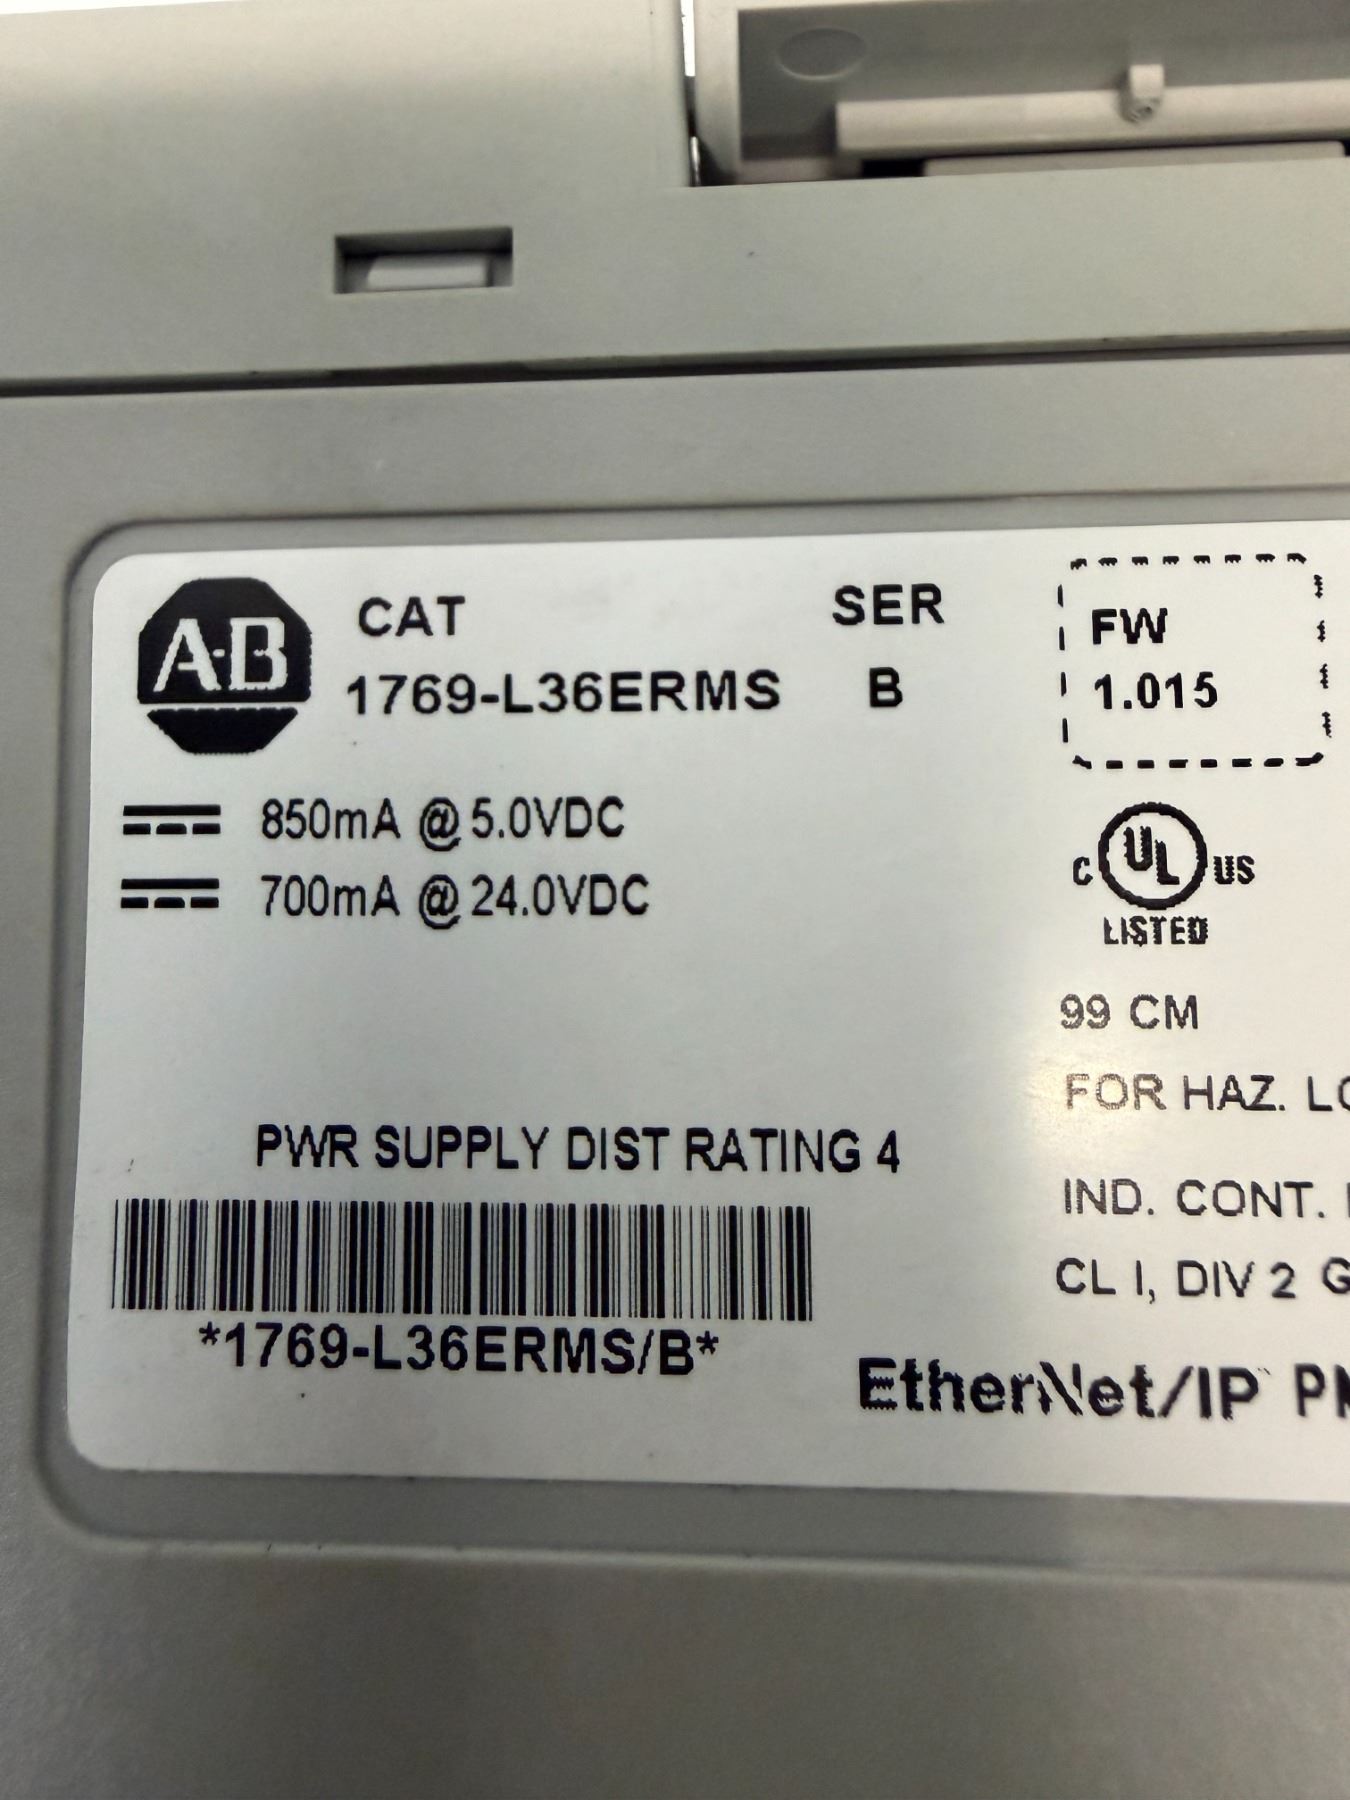 A-B
CAT
1769-L36ERMS
SER
B
FW
1.015
850mA @ 5.0VDC
700mA @ 24.0VDC
C UL US
LISTED
99 CM
FOR HAZ.
IND. CONT.
CL I, DIV 2 G
PWR SUPPLY DIST RATING 4
*1769-L36ERMS/B*
EtherNet/IP